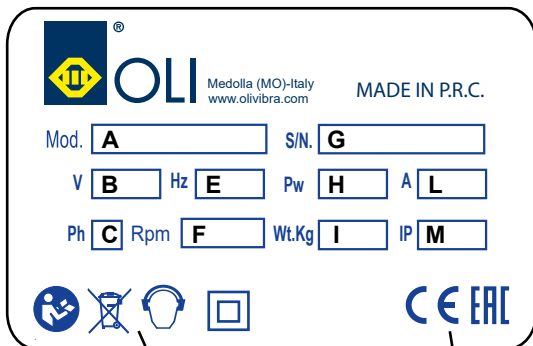 ®
OLI
Medolla (MO)-Italy
www.olivibra.com
MADE IN P.R.C.
Mod. A S/N. G
V B Hz E Pw H A L
Ph C Rpm F Wt.Kg I IP M
CE EAC